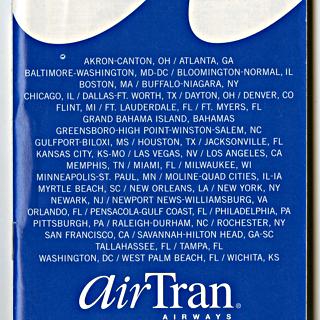 AKRON-CANTON, OH / ATLANTA, GA
BALTIMORE-WASHINGTON, MD-DC / BLOOMINGTON-NORMAL, IL
BOSTON, MA / BUFFALO-NIAGARA, NY
CHICAGO, IL / DALLAS-FT. WORTH, TX / DAYTON, OH / DENVER, CO
FLINT, MI / FT. LAUDERDALE, FL / FT. MYERS, FL
GRAND BAHAMA ISLAND, BAHAMAS
GREENSBORO-HIGH POINT-WINSTON-SALEM, NC
GULFPORT-BILOXI, MS / HOUSTON, TX / JACKSONVILLE, FL
KANSAS CITY, KS-MO / LAS VEGAS, NV / LOS ANGELES, CA
MEMPHIS, TN / MIAMI, FL / MILWAUKEE, WI
MINNEAPOLIS-ST. PAUL, MN / MOLINE-QUAD CITIES, IL-IA
MYRTLE BEACH, SC / NEW ORLEANS, LA / NEW YORK, NY
NEWARK, NJ / NEWPORT NEWS-WILLIAMSBURG, VA
ORLANDO, FL / PENSACOLA-GULF COAST, FL / PHILADELPHIA, PA
PITTSBURGH, PA / RALEIGH-DURHAM, NC / ROCHESTER, NY
SAN FRANCISCO, CA / SAVANNAH-HILTON HEAD, GA-SC
TALLAHASSEE, FL / TAMPA, FL
WASHINGTON, DC / WEST PALM BEACH, FL / WICHITA, KS
airTran®
AIRWAYS